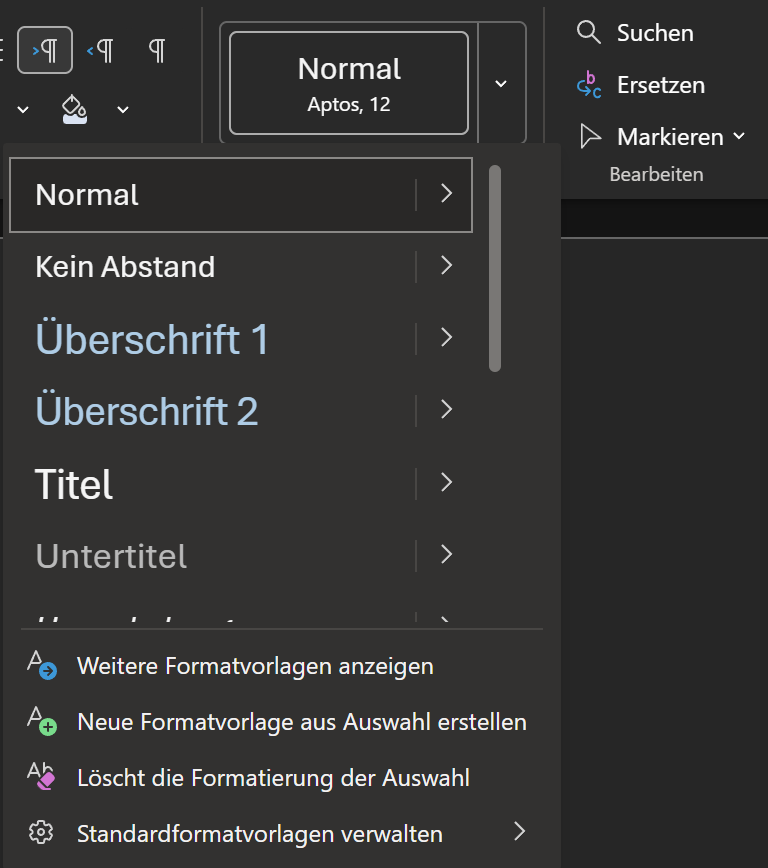 Normal
Aptos, 12
Suchen
Ersetzen
Markieren
Bearbeiten
Normal
Kein Abstand
Überschrift 1
Überschrift 2
Titel
Untertitel
Weitere Formatvorlagen anzeigen
Neue Formatvorlage aus Auswahl erstellen
Löscht die Formatierung der Auswahl
Standardformatvorlagen verwalten